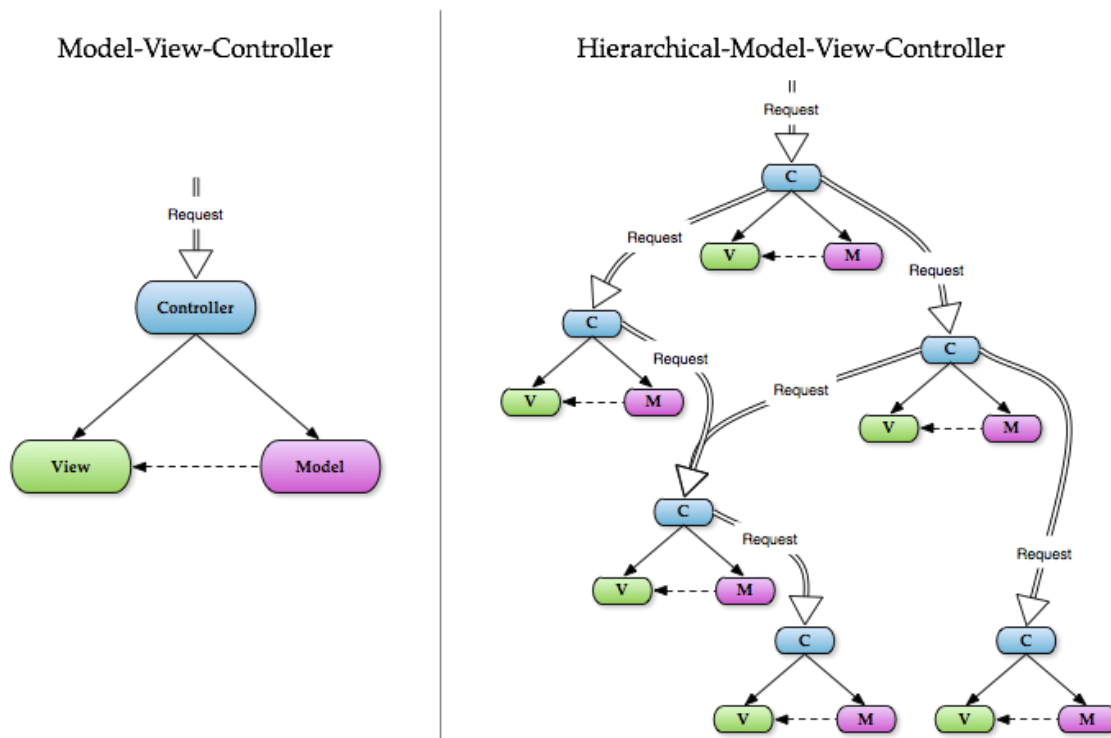 Model-View-Controller
Request
Controller
View
Model
Hierarchical-Model-View-Controller
Request
C
V
M
Request
Request
C
V
M
Request
C
V
M
Request
C
V
M
Request
Request
C
V
M
C
V
M